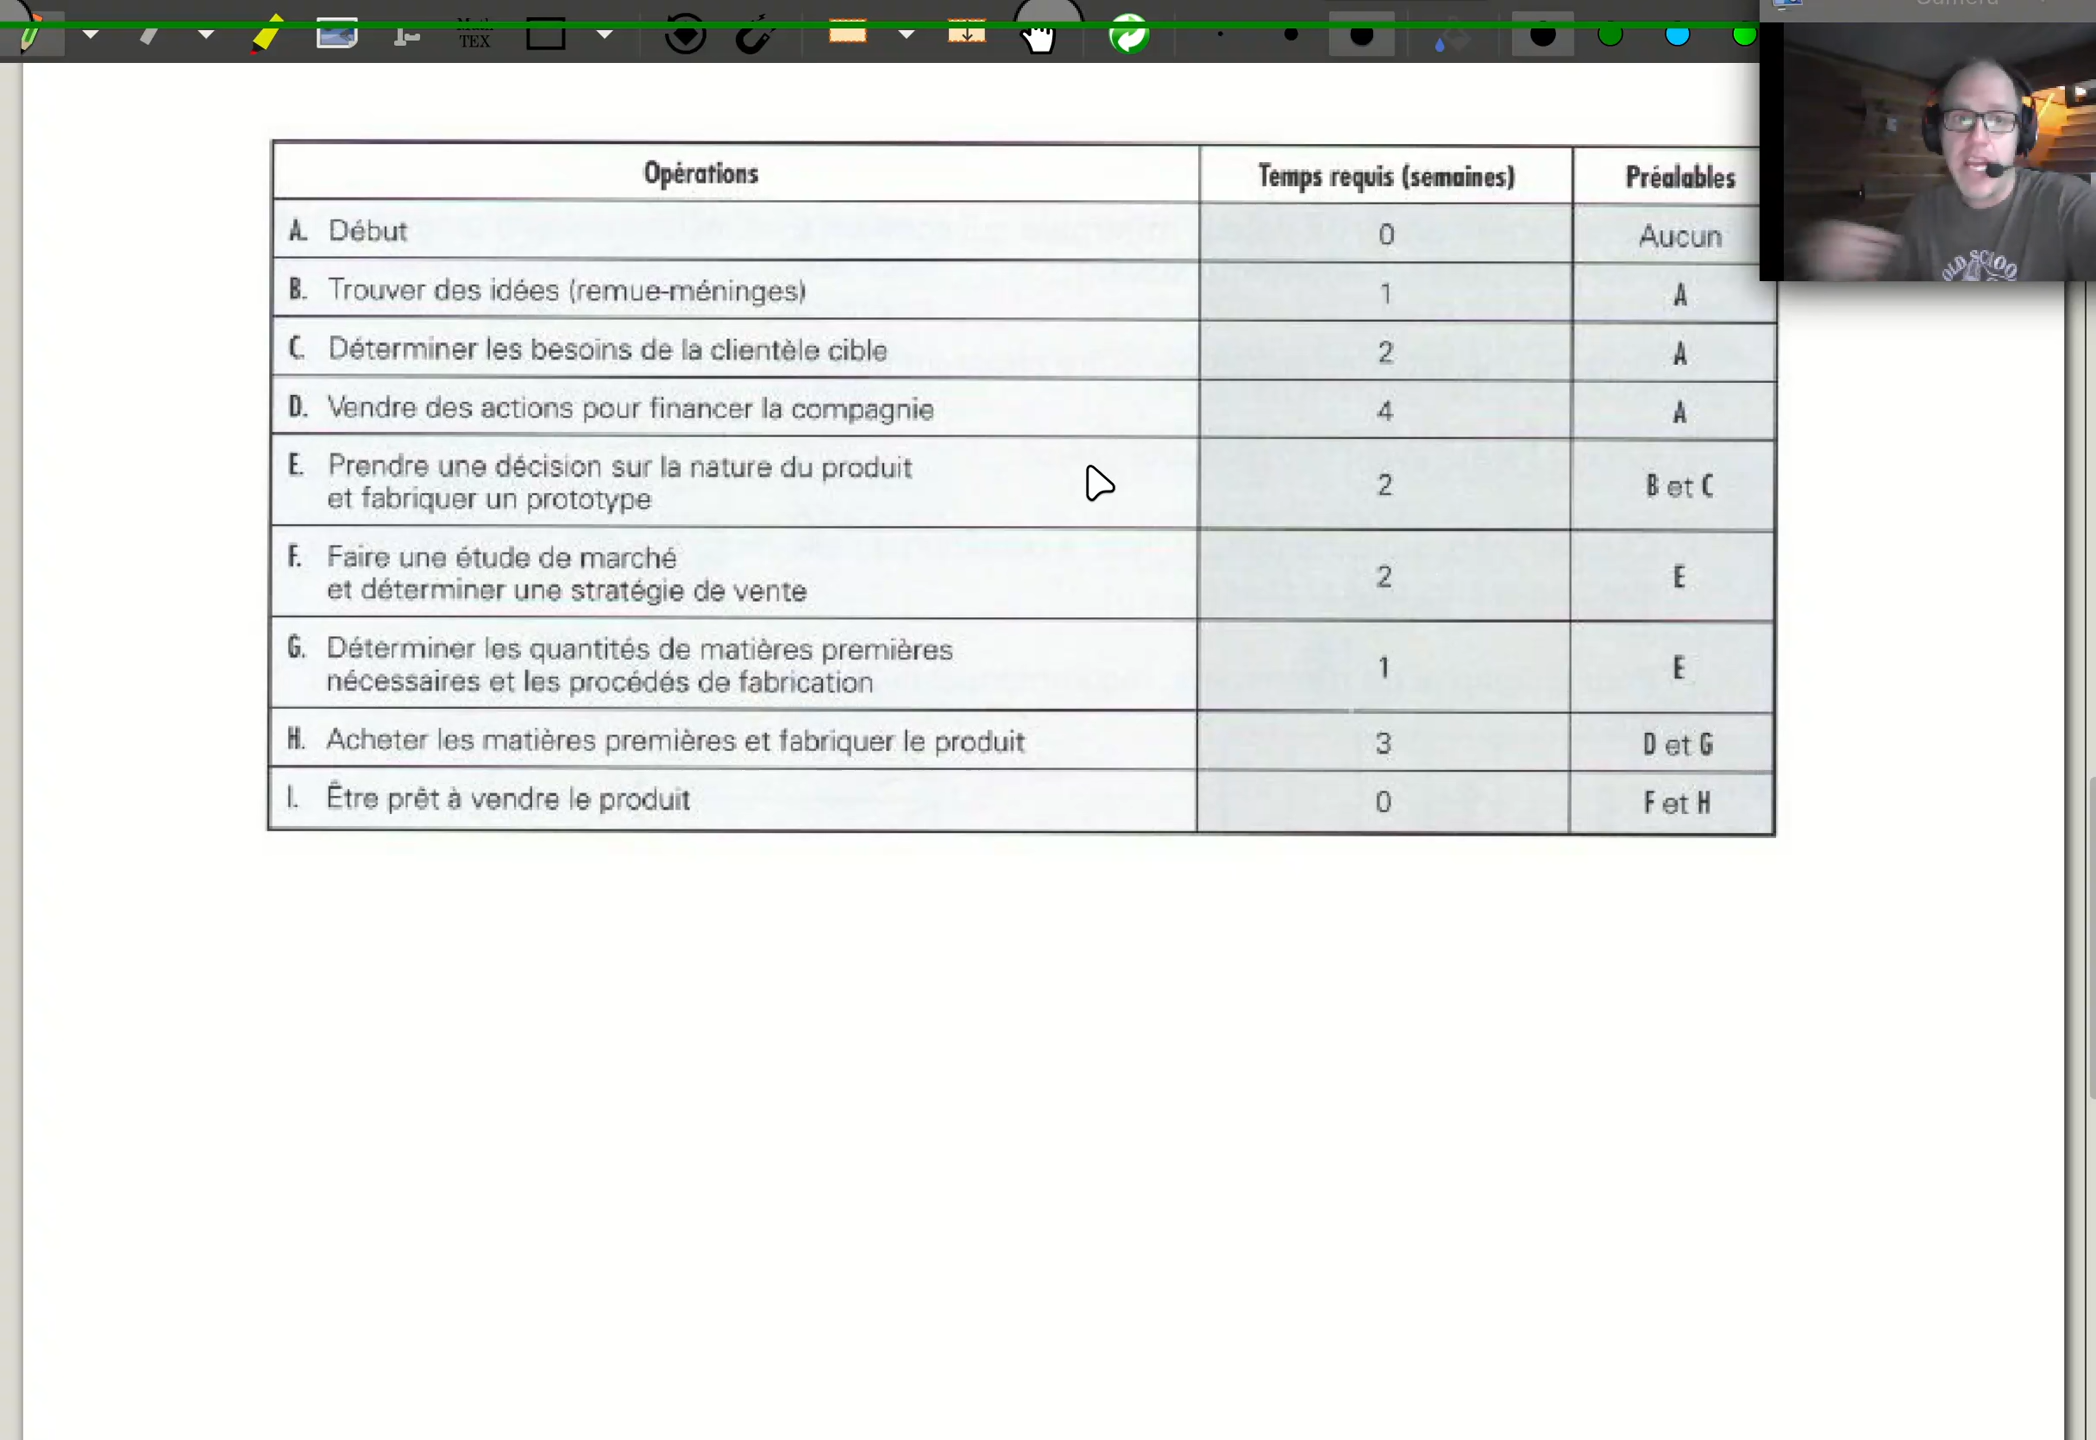 Math
TEX
Opérations Temps requis (semaines) Préalables
A. Début 0 Aucun
B. Trouver des idées (remue-méninges) 1 A
C. Déterminer les besoins de la clientèle cible 2 A
D. Vendre des actions pour financer la compagnie 4 A
E. Prendre une décision sur la nature du produit
et fabriquer un prototype 2 B et C
F. Faire une étude de marché
et déterminer une stratégie de vente 2 E
G. Déterminer les quantités de matières premières
nécessaires et les procédés de fabrication 1 E
H. Acheter les matières premières et fabriquer le produit 3 D et G
I. Être prêt à vendre le produit 0 F et H
OLD SCHOO